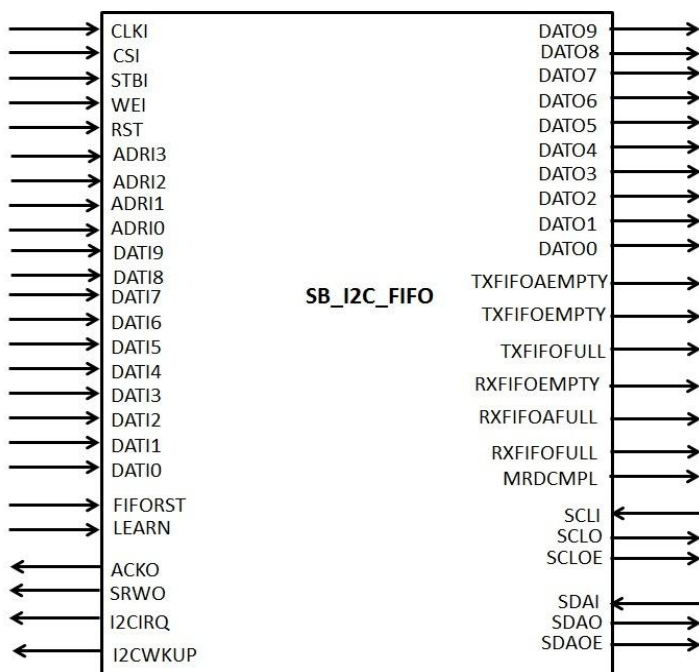 CLKI
CSI
STBI
WEI
RST
ADRI3
ADRI2
ADRI1
ADRI0
DATI9
DATI8
DATI7
DATI6
DATI5
DATI4
DATI3
DATI2
DATI1
DATI0
FIFORST
LEARN
ACKO
SRWO
I2CIRQ
I2CWKUP
SB_I2C_FIFO
DATO9
DATO8
DATO7
DATO6
DATO5
DATO4
DATO3
DATO2
DATO1
DATO0
TXFIFOAEMPTY
TXFIFOEMPTY
TXFIFOFULL
RXFIFOEMPTY
RXFIFOAFULL
RXFIFOFULL
MRDCMPL
SCLI
SCLO
SCLOE
SDAI
SDAO
SDAOE